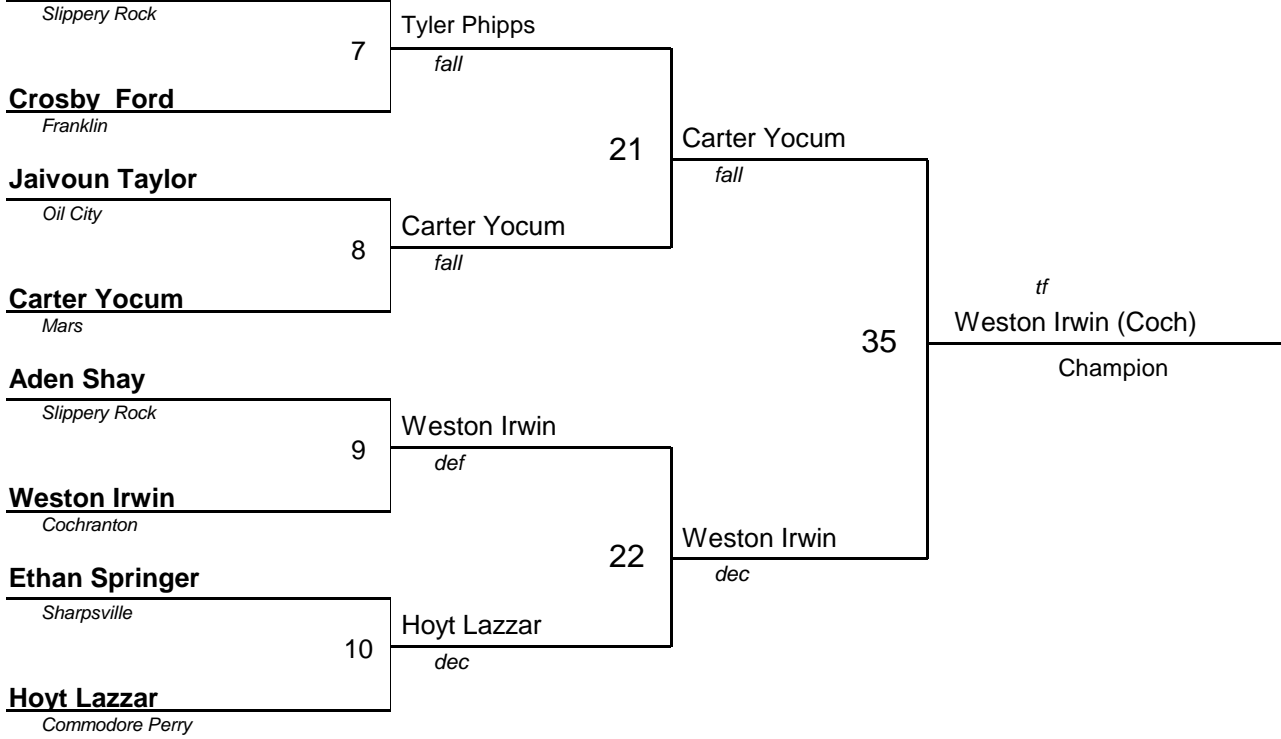 Slippery Rock
Tyler Phipps
7
fall
Crosby Ford
Franklin
21
Carter Yocum
fall
Jaivoun Taylor
Oil City
Carter Yocum
8
fall
Carter Yocum
Mars
tf
Weston Irwin (Coch)
35
Champion
Aden Shay
Slippery Rock
Weston Irwin
9
def
Weston Irwin
Cochranton
22
Weston Irwin
dec
Ethan Springer
Sharpsville
Hoyt Lazzar
10
dec
Hoyt Lazzar
Commodore Perry